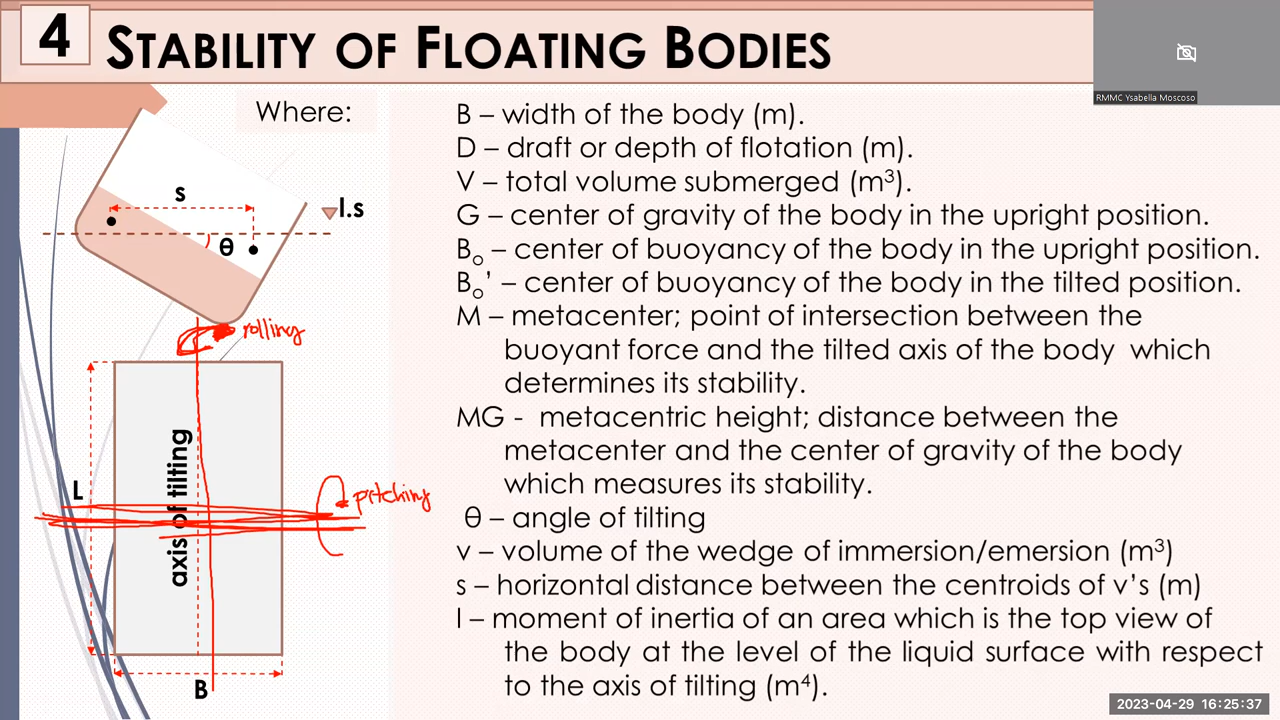 4 STABILITY OF FLOATING BODIES
RMMC Ysabella Moscoso
Where:
s
l.s
θ
rolling
L
axis of tilting
pitching
B
B – width of the body (m).
D – draft or depth of flotation (m).
V – total volume submerged (m³).
G – center of gravity of the body in the upright position.
Bₒ – center of buoyancy of the body in the upright position.
Bₒ' – center of buoyancy of the body in the tilted position.
M – metacenter; point of intersection between the
buoyant force and the tilted axis of the body which
determines its stability.
MG - metacentric height; distance between the
metacenter and the center of gravity of the body
which measures its stability.
θ – angle of tilting
v – volume of the wedge of immersion/emersion (m³)
s – horizontal distance between the centroids of v's (m)
I – moment of inertia of an area which is the top view of
the body at the level of the liquid surface with respect
to the axis of tilting (m⁴).
2023-04-29 16:25:37